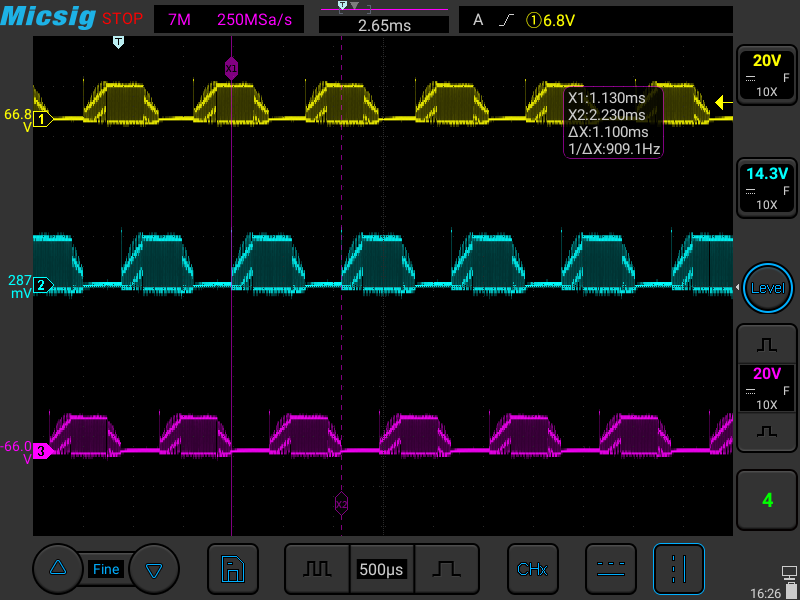 Micsig STOP 7M 250MSa/s T 2.65ms A ①6.8V
T
X1
20V
F
10X
66.8
V
1
X1:1.130ms
X2:2.230ms
ΔX:1.100ms
1/ΔX:909.1Hz
14.3V
10X
287
mV
2
Level
20V
F
10X
-66.0
V
3
X2
4
Fine
500μs
CHx
16:26